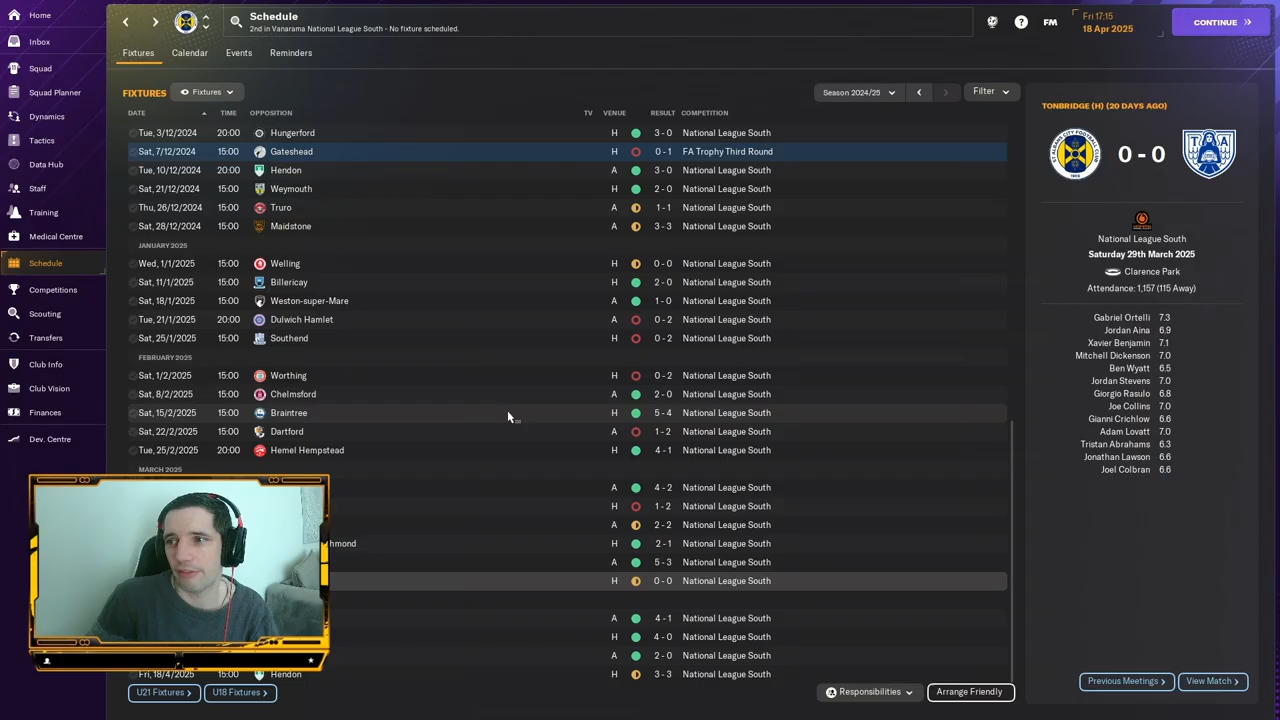 Home
Inbox
Squad
Squad Planner
Dynamics
Tactics
Data Hub
Staff
Training
Medical Centre
Schedule
Competitions
Scouting
Transfers
Club Info
Club Vision
Finances
Dev. Centre
Schedule
2nd in Vanarama National League South - No fixture scheduled.
FM
Fri 17:15
18 Apr 2025
CONTINUE
Fixtures Calendar Events Reminders
FIXTURES Fixtures Season 2024/25 Filter
DATE TIME OPPOSITION TV VENUE RESULT COMPETITION
Tue, 3/12/2024 20:00 Hungerford H 3 - 0 National League South
Sat, 7/12/2024 15:00 Gateshead H 0 - 1 FA Trophy Third Round
Tue, 10/12/2024 20:00 Hendon A 3 - 0 National League South
Sat, 21/12/2024 15:00 Weymouth H 2 - 0 National League South
Thu, 26/12/2024 15:00 Truro A 1 - 1 National League South
Sat, 28/12/2024 15:00 Maidstone A 3 - 3 National League South
JANUARY 2025
Wed, 1/1/2025 15:00 Welling H 0 - 0 National League South
Sat, 11/1/2025 15:00 Billericay H 2 - 0 National League South
Sat, 18/1/2025 15:00 Weston-super-Mare A 1 - 0 National League South
Tue, 21/1/2025 20:00 Dulwich Hamlet A 0 - 2 National League South
Sat, 25/1/2025 15:00 Southend H 0 - 2 National League South
FEBRUARY 2025
Sat, 1/2/2025 15:00 Worthing H 0 - 2 National League South
Sat, 8/2/2025 15:00 Chelmsford A 2 - 0 National League South
Sat, 15/2/2025 15:00 Braintree H 5 - 4 National League South
Sat, 22/2/2025 15:00 Dartford A 1 - 2 National League South
Tue, 25/2/2025 20:00 Hemel Hempstead H 4 - 1 National League South
MARCH 2025
A 4 - 2 National League South
H 1 - 2 National League South
A 2 - 2 National League South
hmond H 2 - 1 National League South
A 5 - 3 National League South
H 0 - 0 National League South
A 4 - 1 National League South
H 4 - 0 National League South
A 2 - 0 National League South
Fri, 18/4/2025 15:00 Hendon H 3 - 3 National League South
U21 Fixtures U18 Fixtures Responsibilities Arrange Friendly
TONBRIDGE (H) (20 DAYS AGO)
0 - 0
National League South
Saturday 29th March 2025
Clarence Park
Attendance: 1,157 (115 Away)
Gabriel Ortelli 7.3
Jordan Aina 6.9
Xavier Benjamin 7.1
Mitchell Dickenson 7.0
Ben Wyatt 6.5
Jordan Stevens 7.0
Giorgio Rasulo 6.8
Joe Collins 7.0
Gianni Crichlow 6.6
Adam Lovatt 7.0
Tristan Abrahams 6.3
Jonathan Lawson 6.6
Joel Colbran 6.6
Previous Meetings View Match